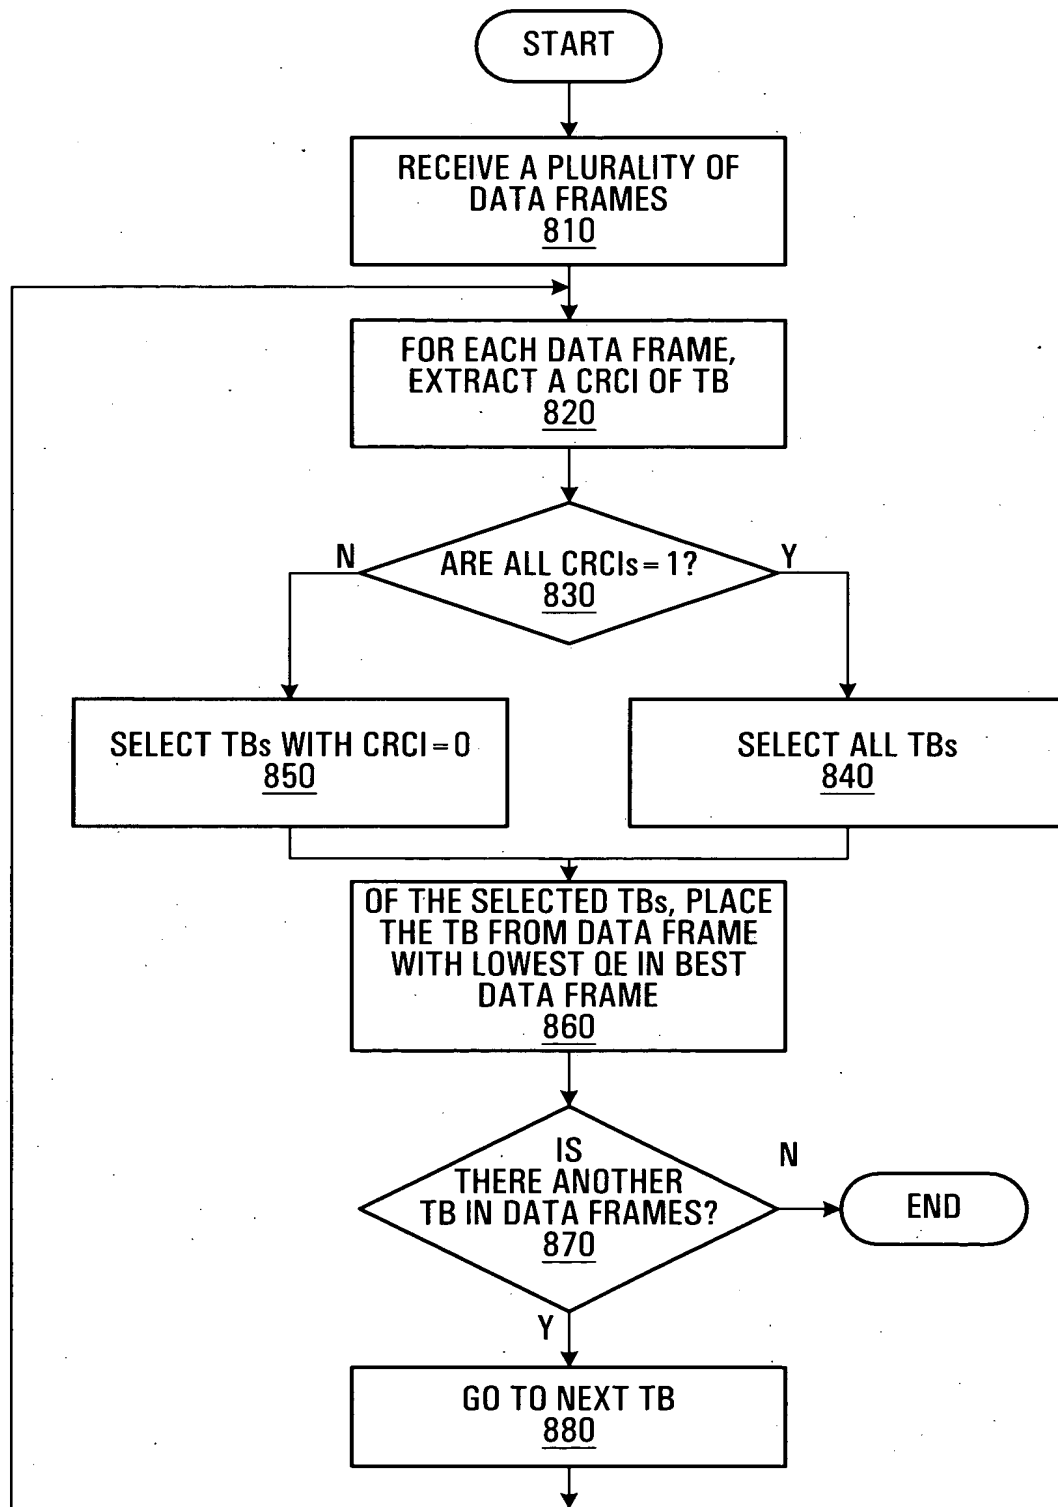 START
RECEIVE A PLURALITY OF
DATA FRAMES
810
FOR EACH DATA FRAME,
EXTRACT A CRCI OF TB
820
N
ARE ALL CRCIs = 1?
Y
830
SELECT TBs WITH CRCI = 0
850
SELECT ALL TBs
840
OF THE SELECTED TBs, PLACE
THE TB FROM DATA FRAME
WITH LOWEST QE IN BEST
DATA FRAME
860
IS
THERE ANOTHER
TB IN DATA FRAMES?
870
N
END
Y
GO TO NEXT TB
880